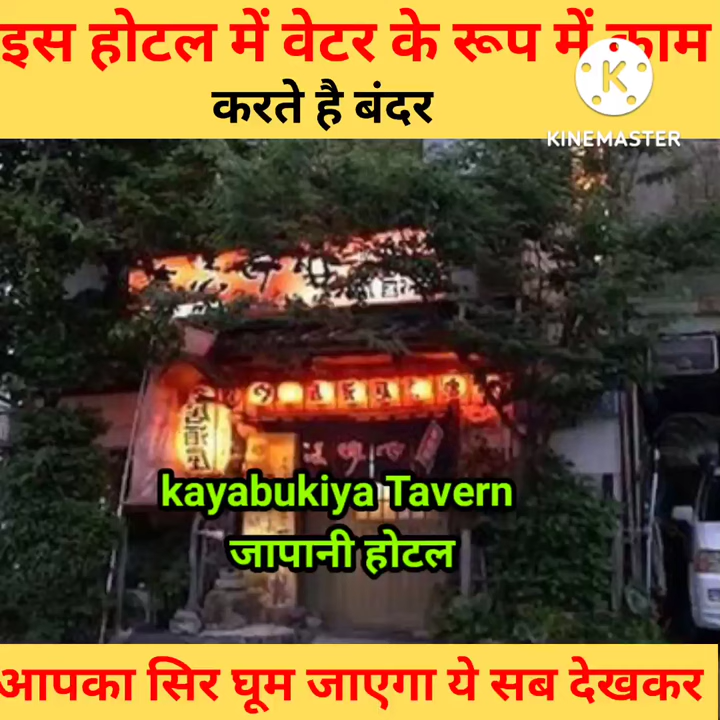 इस होटल में वेटर के रूप में काम
करते है बंदर
KINEMASTER
kayabukiya Tavern
जापानी होटल
आपका सिर घूम जाएगा ये सब देखकर